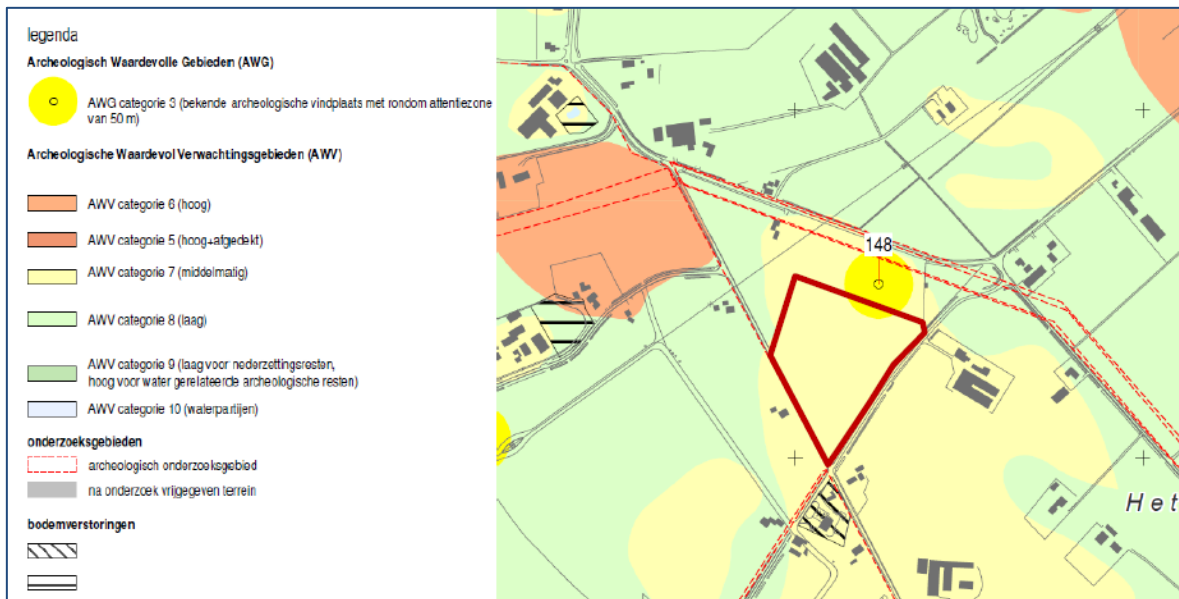 legenda
Archeologisch Waardevolle Gebieden (AWG)
AWG categorie 3 (bekende archeologische vindplaats met rondom attentiezone
van 50 m)
Archeologische Waardevol Verwachtingsgebieden (AWV)
AWV categorie 6 (hoog)
AWV categorie 5 (hoog+afgedekt)
AWV categorie 7 (middelmatig)
AWV categorie 8 (laag)
AWV categorie 9 (laag voor nederzettingsresten,
hoog voor water gerelateerde archeologische resten)
AWV categorie 10 (waterpartijen)
onderzoeksgebieden
archeologisch onderzoeksgebied
na onderzoek vrijgegeven terrein
bodemverstoringen
148
Het